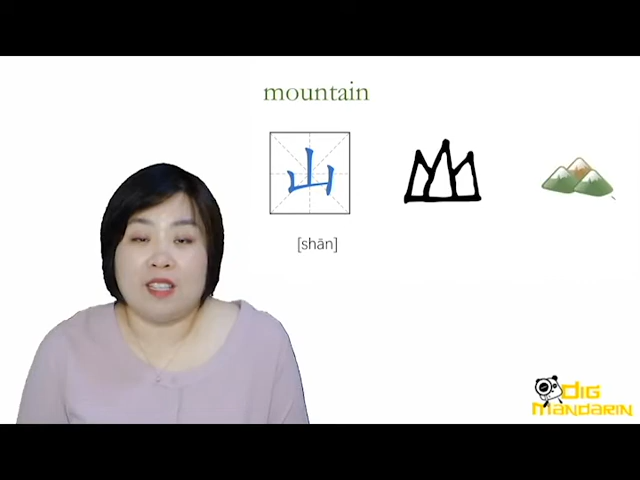 mountain
山
[shān]
DIG
MANDARIN